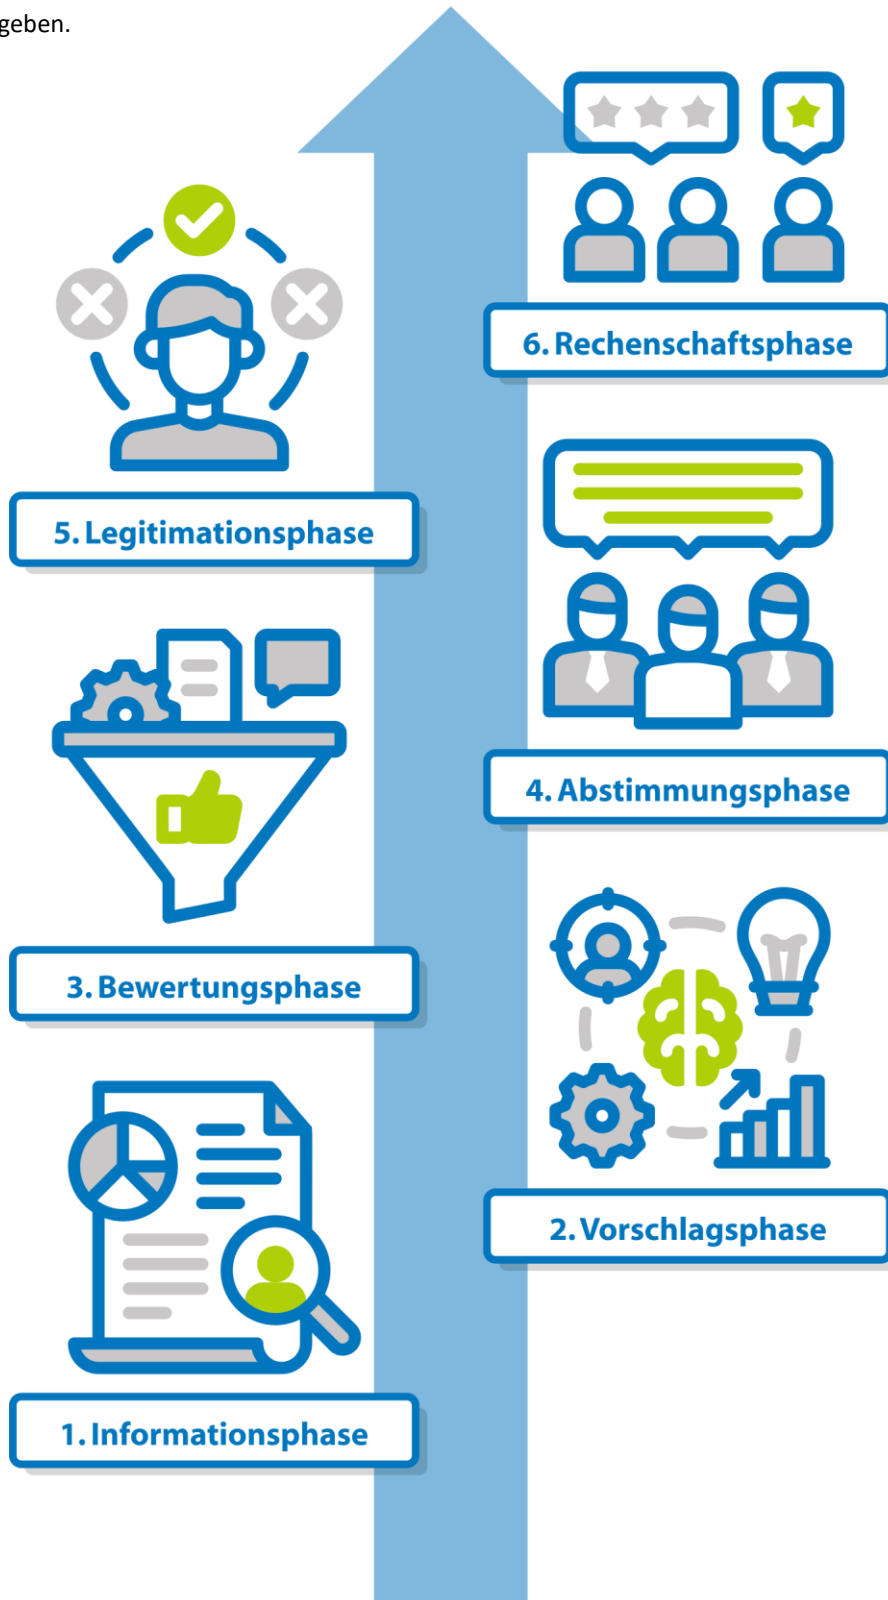 geben.
6. Rechenschaftsphase
5. Legitimationsphase
4. Abstimmungsphase
3. Bewertungsphase
2. Vorschlagsphase
1. Informationsphase